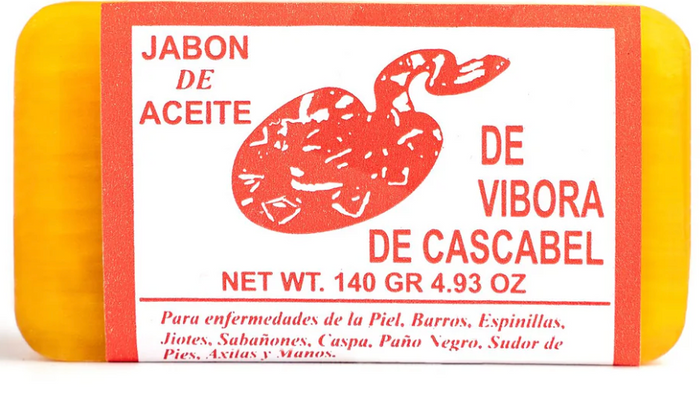 JABON
DE
ACEITE
DE
VIBORA
DE CASCABEL
NET WT. 140 GR 4.93 OZ
Para enfermedades de la Piel, Barros, Espinillas,
Jiotes, Sabañones, Caspa, Paño Negro, Sudor de
Pies, Axilas y Manos.